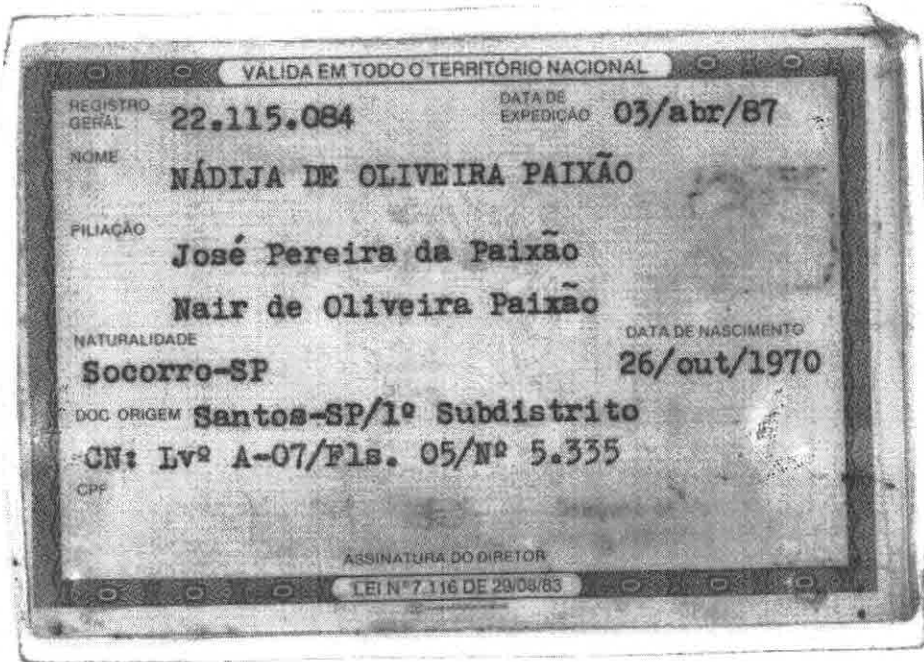 VÁLIDA EM TODO O TERRITÓRIO NACIONAL
REGISTRO GERAL 22.115.084 DATA DE EXPEDIÇÃO 03/abr/87
NOME
NÁDIJA DE OLIVEIRA PAIXÃO
FILIAÇÃO
José Pereira da Paixão
Nair de Oliveira Paixão
NATURALIDADE DATA DE NASCIMENTO
Socorro-SP 26/out/1970
DOC ORIGEM Santos-SP/1º Subdistrito
CN: Lvº A-07/Fls. 05/Nº 5.335
CPF
ASSINATURA DO DIRETOR
LEI Nº 7.116 DE 29/08/83